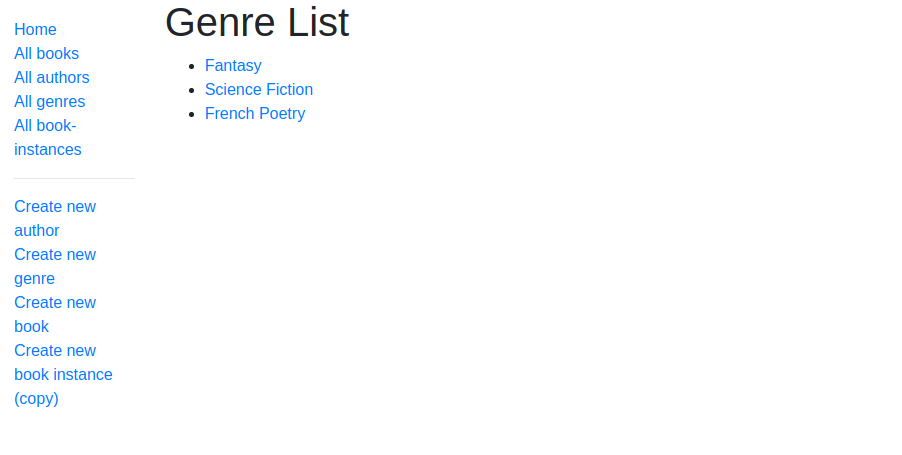 Home
All books
All authors
All genres
All book-
instances
Create new
author
Create new
genre
Create new
book
Create new
book instance
(copy)
Genre List
Fantasy
Science Fiction
French Poetry